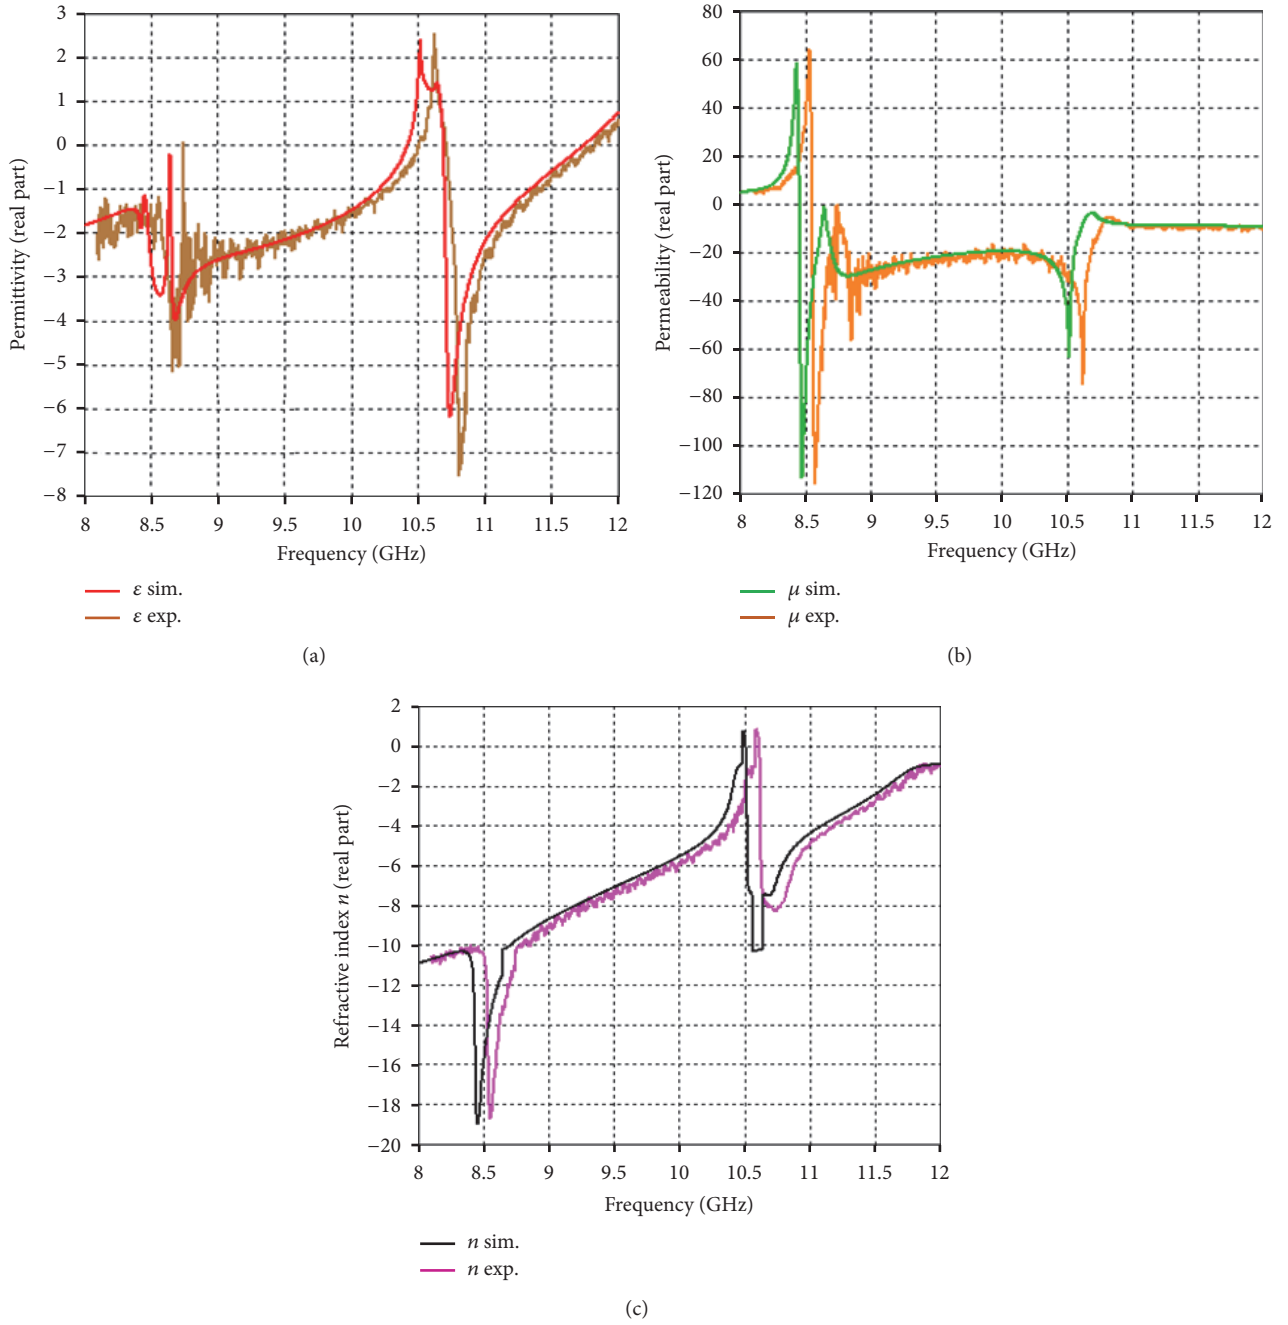 3
2
1
0
−1
−2
−3
−4
−5
−6
−7
−8
Permittivity (real part)
8 8.5 9 9.5 10 10.5 11 11.5 12
Frequency (GHz)
ε sim.
ε exp.
(a)
80
60
40
20
0
−20
−40
−60
−80
−100
−120
Permeability (real part)
8 8.5 9 9.5 10 10.5 11 11.5 12
Frequency (GHz)
μ sim.
μ exp.
(b)
2
0
−2
−4
−6
−8
−10
−12
−14
−16
−18
−20
Refractive index n (real part)
8 8.5 9 9.5 10 10.5 11 11.5 12
Frequency (GHz)
n sim.
n exp.
(c)